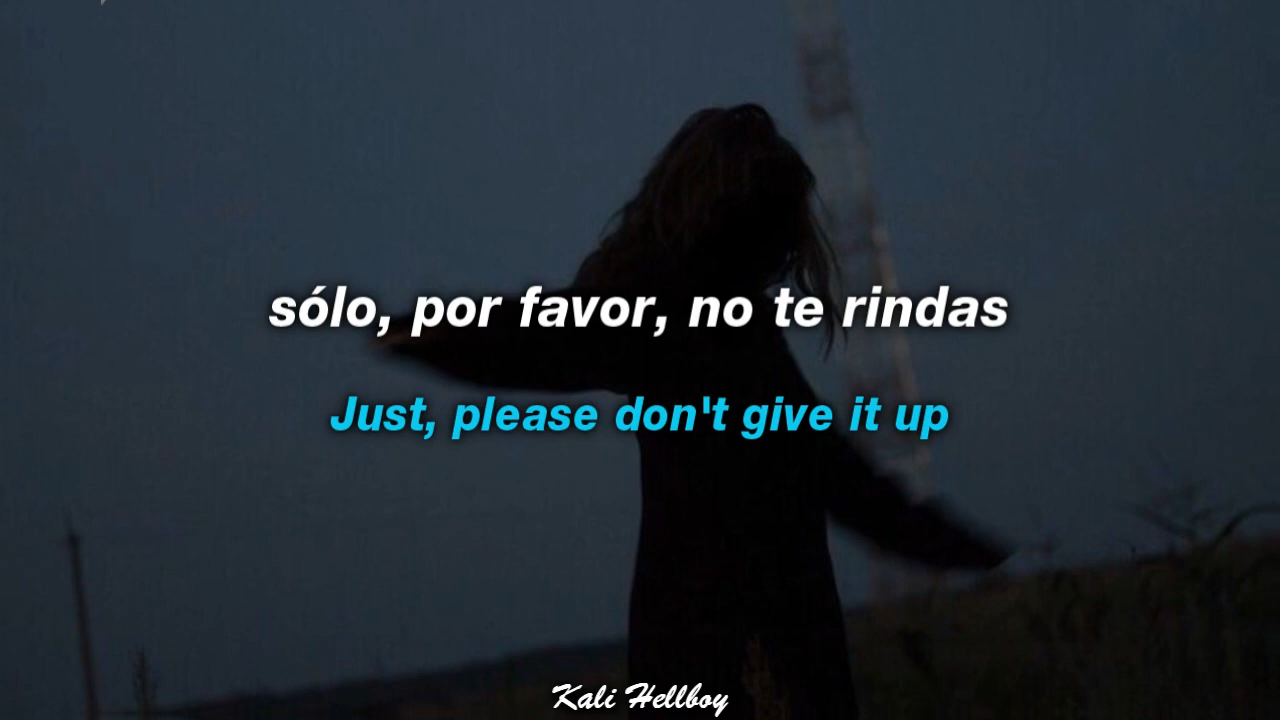 sólo, por favor, no te rindas
Just, please don't give it up
Kali Hellboy